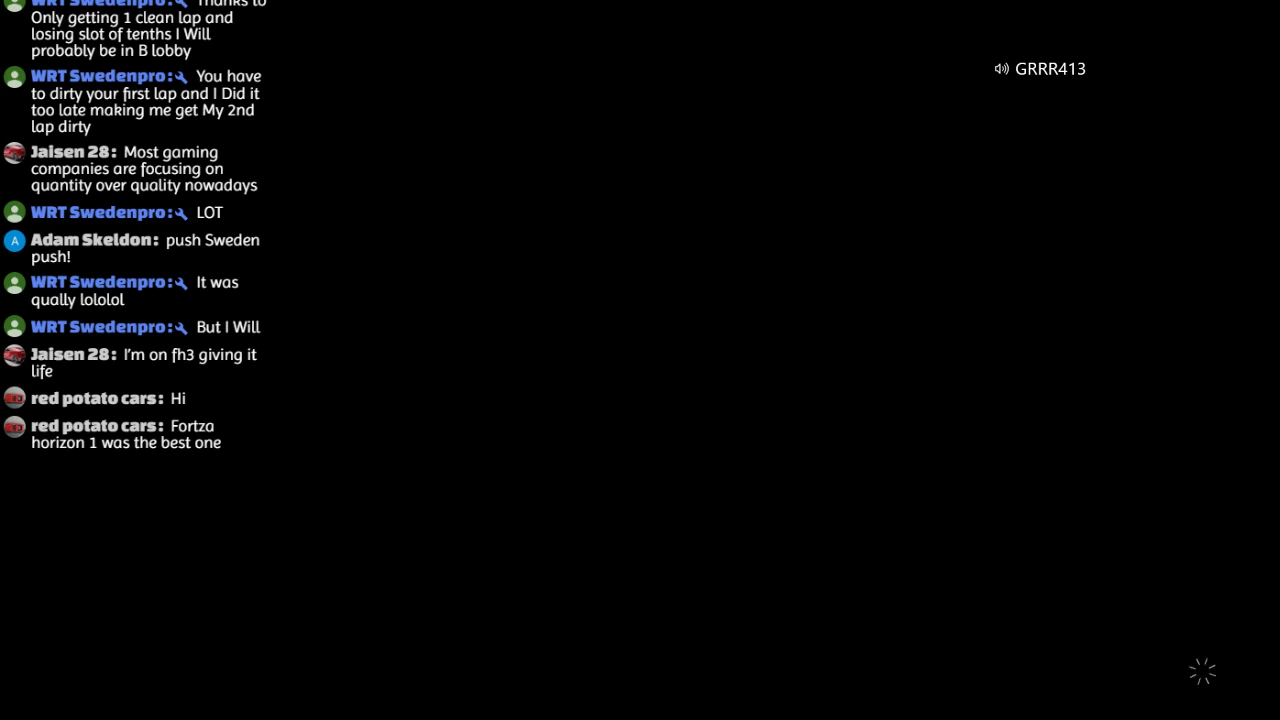 WRT Swedenpro: Thanks to
Only getting 1 clean lap and
losing slot of tenths I Will
probably be in B lobby
WRT Swedenpro: You have
to dirty your first lap and I Did it
too late making me get My 2nd
lap dirty
Jaisen 28: Most gaming
companies are focusing on
quantity over quality nowadays
WRT Swedenpro: LOT
A Adam Skeldon: push Sweden
push!
WRT Swedenpro: It was
qually lololol
WRT Swedenpro: But I Will
Jaisen 28: I'm on fh3 giving it
life
red potato cars: Hi
red potato cars: Fortza
horizon 1 was the best one
GRRR413